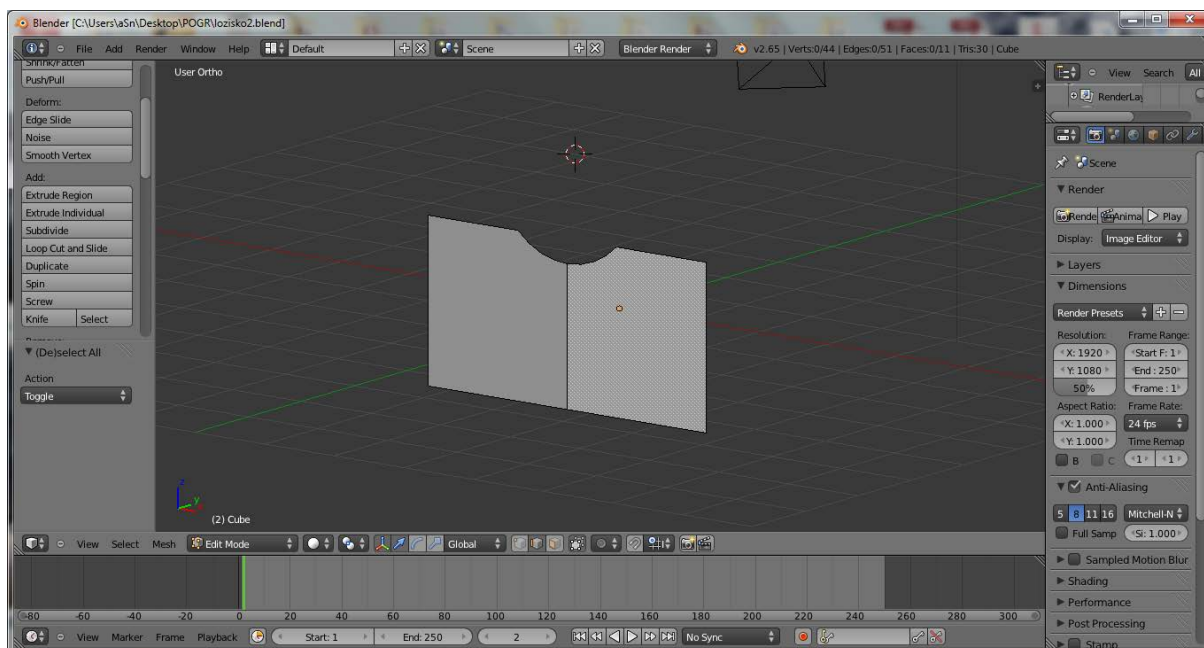 Blender [C:\Users\aSn\Desktop\POGR\lozisko2.blend]
File Add Render Window Help Default Scene Blender Render v2.65 | Verts:0/44 | Edges:0/51 | Faces:0/11 | Tris:30 | Cube
Shrink/Fatten
Push/Pull
Deform:
Edge Slide
Noise
Smooth Vertex
Add:
Extrude Region
Extrude Individual
Subdivide
Loop Cut and Slide
Duplicate
Spin
Screw
Knife Select
(De)select All
Action
Toggle
User Ortho
z
y
(2) Cube
View Select Mesh Edit Mode Global
-80 -60 -40 -20 0 20 40 60 80 100 120 140 160 180 200 220 240 260 280 300
View Marker Frame Playback Start: 1 End: 250 2 No Sync
View Search All
RenderLay
Scene
Render
Rende Anima Play
Display: Image Editor
Layers
Dimensions
Render Presets
Resolution: Frame Range:
X: 1920 Start F: 1
Y: 1080 End : 250
50% Frame : 1
Aspect Ratio: Frame Rate:
X: 1.000 24 fps
Y: 1.000 Time Remap
B C 1 1
Anti-Aliasing
5 8 11 16 Mitchell-N
Full Samp Si: 1.000
Sampled Motion Blur
Shading
Performance
Post Processing
Stamp